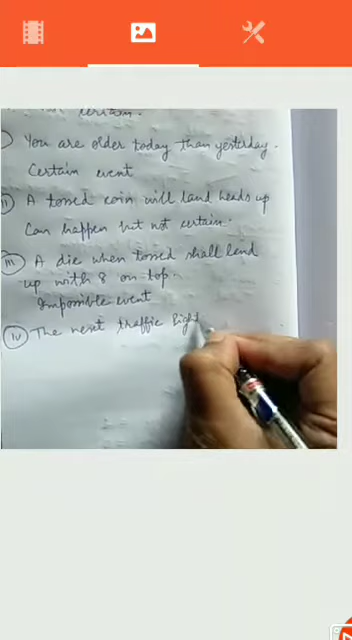 You are older today than yesterday.
Certain event
(ii) A tossed coin will land heads up
Can happen but not certain.
(iii) A die when tossed shall land
up with 8 on top.
Impossible event
(iv) The next traffic light